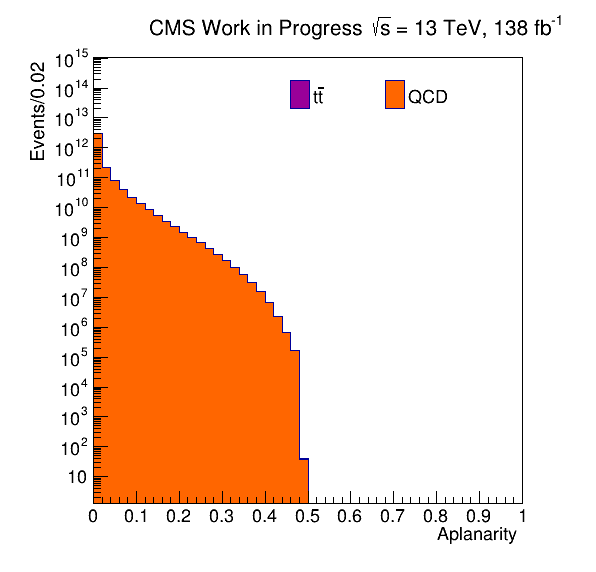 CMS Work in Progress √s = 13 TeV, 138 fb⁻¹
Events/0.02
tt̄
QCD
10¹⁵
10¹⁴
10¹³
10¹²
10¹¹
10¹⁰
10⁹
10⁸
10⁷
10⁶
10⁵
10⁴
10³
10²
10
0 0.1 0.2 0.3 0.4 0.5 0.6 0.7 0.8 0.9 1
Aplanarity